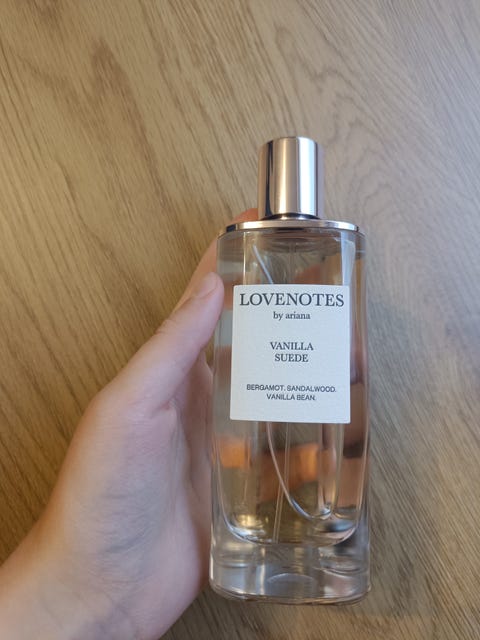 LOVENOTES
by ariana
VANILLA
SUEDE
BERGAMOT. SANDALWOOD.
VANILLA BEAN.